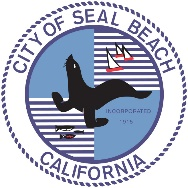 CITY OF SEAL BEACH
INCORPORATED
1915
CALIFORNIA